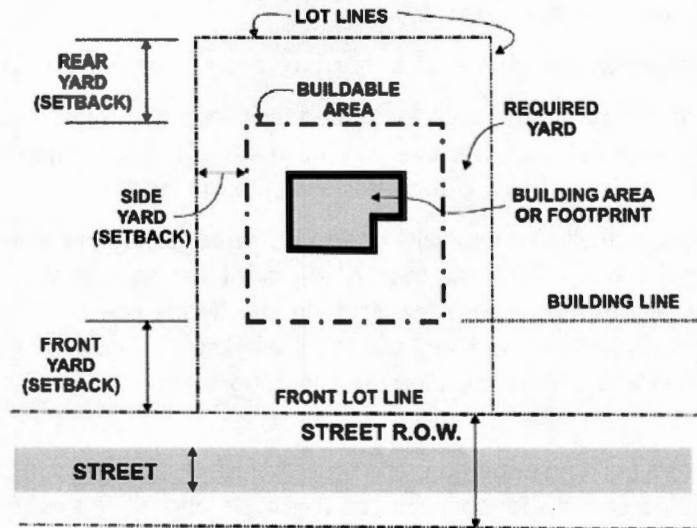 LOT LINES
REAR
YARD
(SETBACK)
BUILDABLE
AREA
REQUIRED
YARD
SIDE
YARD
(SETBACK)
BUILDING AREA
OR FOOTPRINT
BUILDING LINE
FRONT
YARD
(SETBACK)
FRONT LOT LINE
STREET R.O.W.
STREET